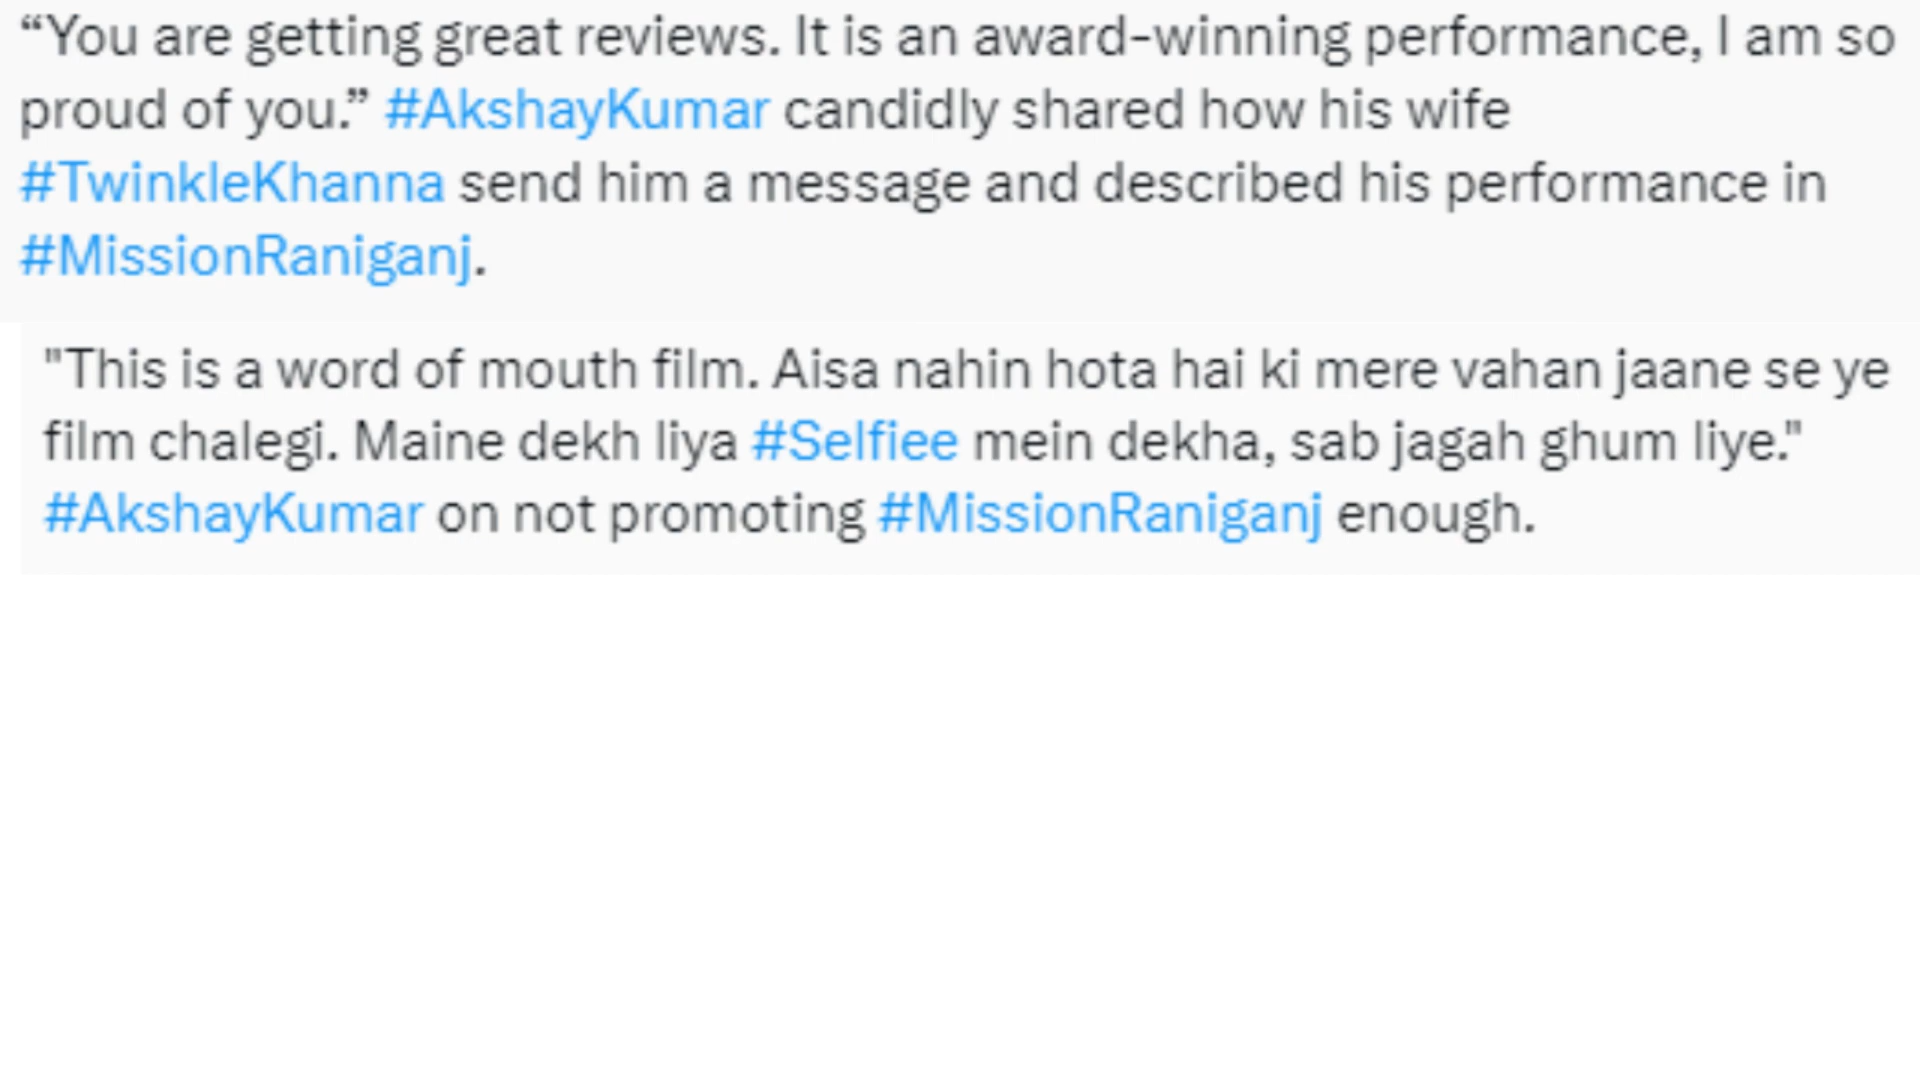 “You are getting great reviews. It is an award-winning performance, I am so
proud of you.” #AkshayKumar candidly shared how his wife
#TwinkleKhanna send him a message and described his performance in
#MissionRaniganj.
"This is a word of mouth film. Aisa nahin hota hai ki mere vahan jaane se ye
film chalegi. Maine dekh liya #Selfiee mein dekha, sab jagah ghum liye."
#AkshayKumar on not promoting #MissionRaniganj enough.